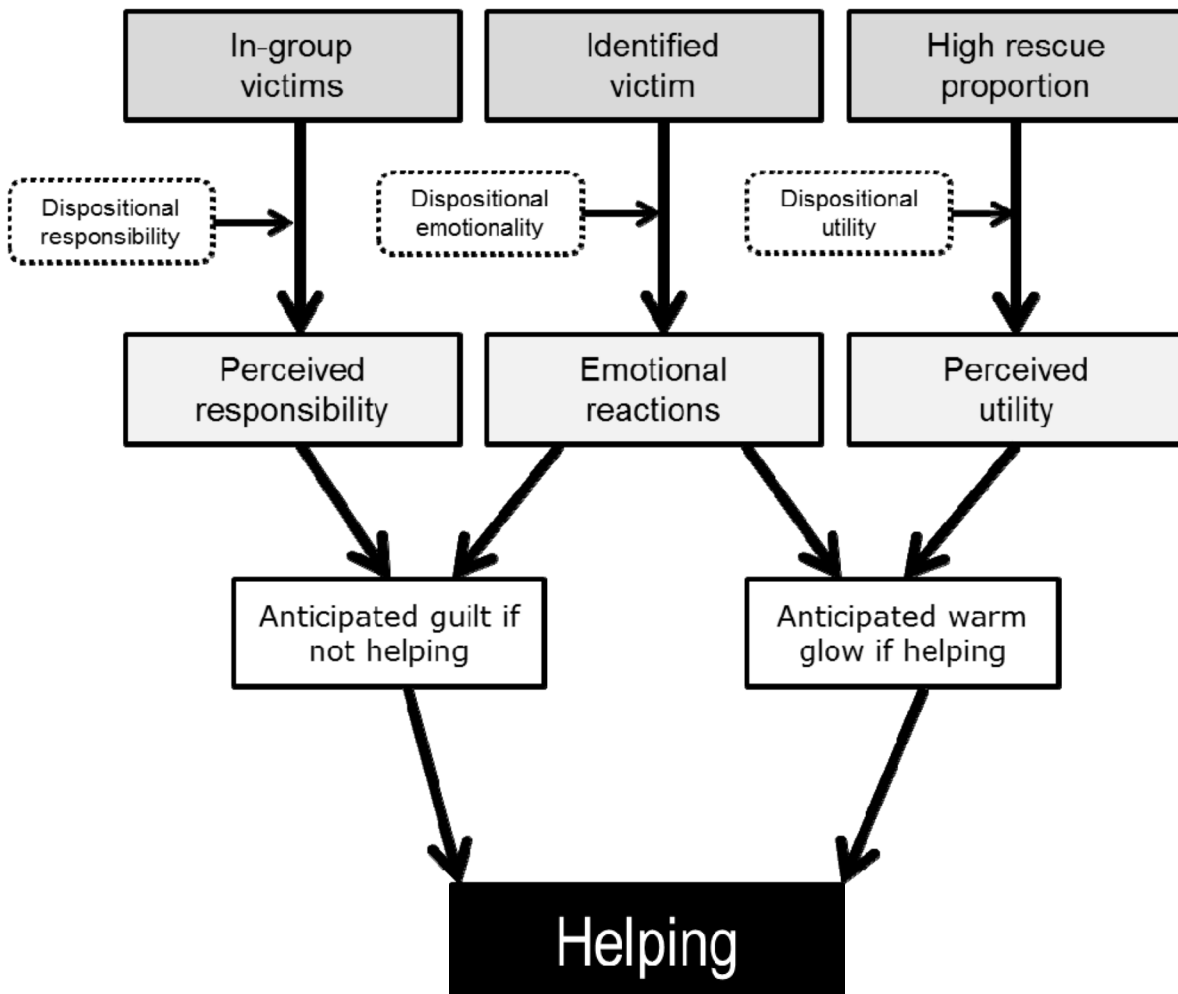 In-group
victims
Identified
victim
High rescue
proportion
Dispositional
responsibility
Dispositional
emotionality
Dispositional
utility
Perceived
responsibility
Emotional
reactions
Perceived
utility
Anticipated guilt if
not helping
Anticipated warm
glow if helping
Helping